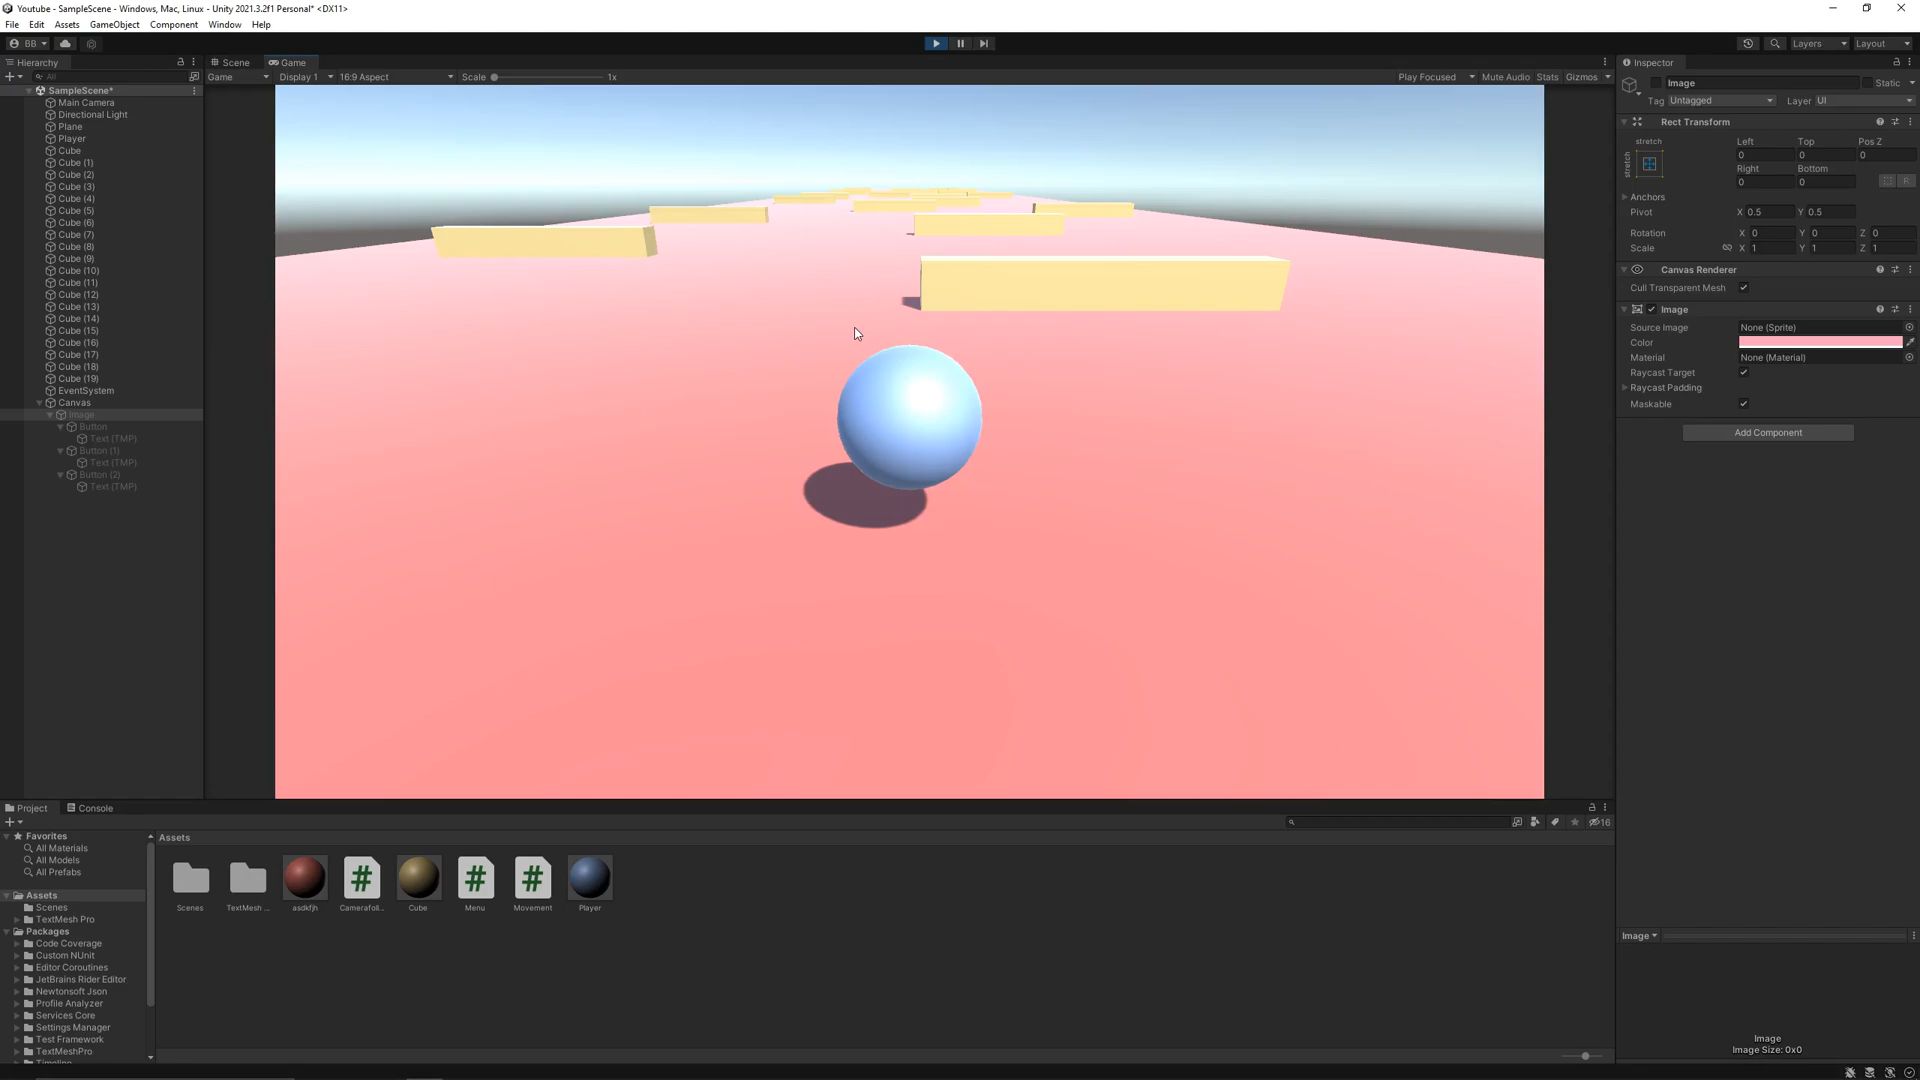 Youtube - SampleScene - Windows, Mac, Linux - Unity 2021.3.2f1 Personal* <DX11>
File Edit Assets GameObject Component Window Help
BB Layers Layout
Hierarchy Scene Game Inspector
All Game Display 1 16:9 Aspect Scale 1x Play Focused Mute Audio Stats Gizmos
SampleScene*
Main Camera
Directional Light
Plane
Player
Cube
Cube (1)
Cube (2)
Cube (3)
Cube (4)
Cube (5)
Cube (6)
Cube (7)
Cube (8)
Cube (9)
Cube (10)
Cube (11)
Cube (12)
Cube (13)
Cube (14)
Cube (15)
Cube (16)
Cube (17)
Cube (18)
Cube (19)
EventSystem
Canvas
Image
Button
Text (TMP)
Button (1)
Text (TMP)
Button (2)
Text (TMP)
Image Static
Tag Untagged Layer UI
Rect Transform
stretch Left Top Pos Z
stretch 0 0 0
Right Bottom
0 0 R
Anchors
Pivot X 0.5 Y 0.5
Rotation X 0 Y 0 Z 0
Scale X 1 Y 1 Z 1
Canvas Renderer
Cull Transparent Mesh
Image
Source Image None (Sprite)
Color
Material None (Material)
Raycast Target
Raycast Padding
Maskable
Add Component
Project Console
16
Favorites
All Materials
All Models
All Prefabs
Assets
Scenes
TextMesh Pro
Packages
Code Coverage
Custom NUnit
Editor Coroutines
JetBrains Rider Editor
Newtonsoft Json
Profile Analyzer
Services Core
Settings Manager
Test Framework
TextMeshPro
Timeline
Assets
Scenes TextMesh ... asdkfjh Camerafoll... Cube Menu Movement Player
Image
Image
Image Size: 0x0